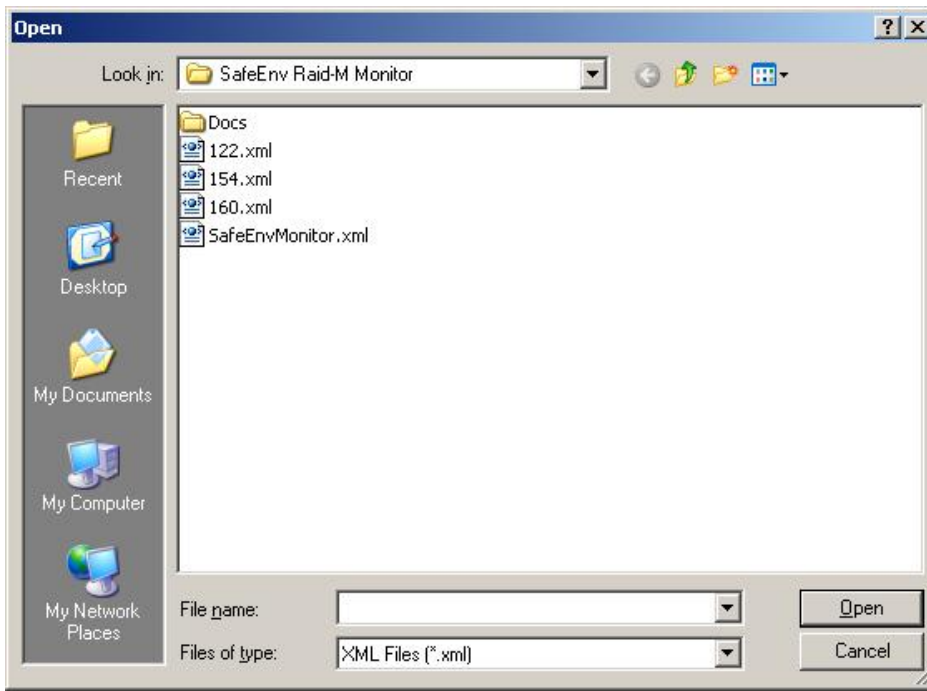 Open
Look in: SafeEnv Raid-M Monitor
Docs
122.xml
154.xml
160.xml
SafeEnvMonitor.xml
Recent
Desktop
My Documents
My Computer
My Network
Places
File name:
Open
Files of type: XML Files (*.xml)
Cancel